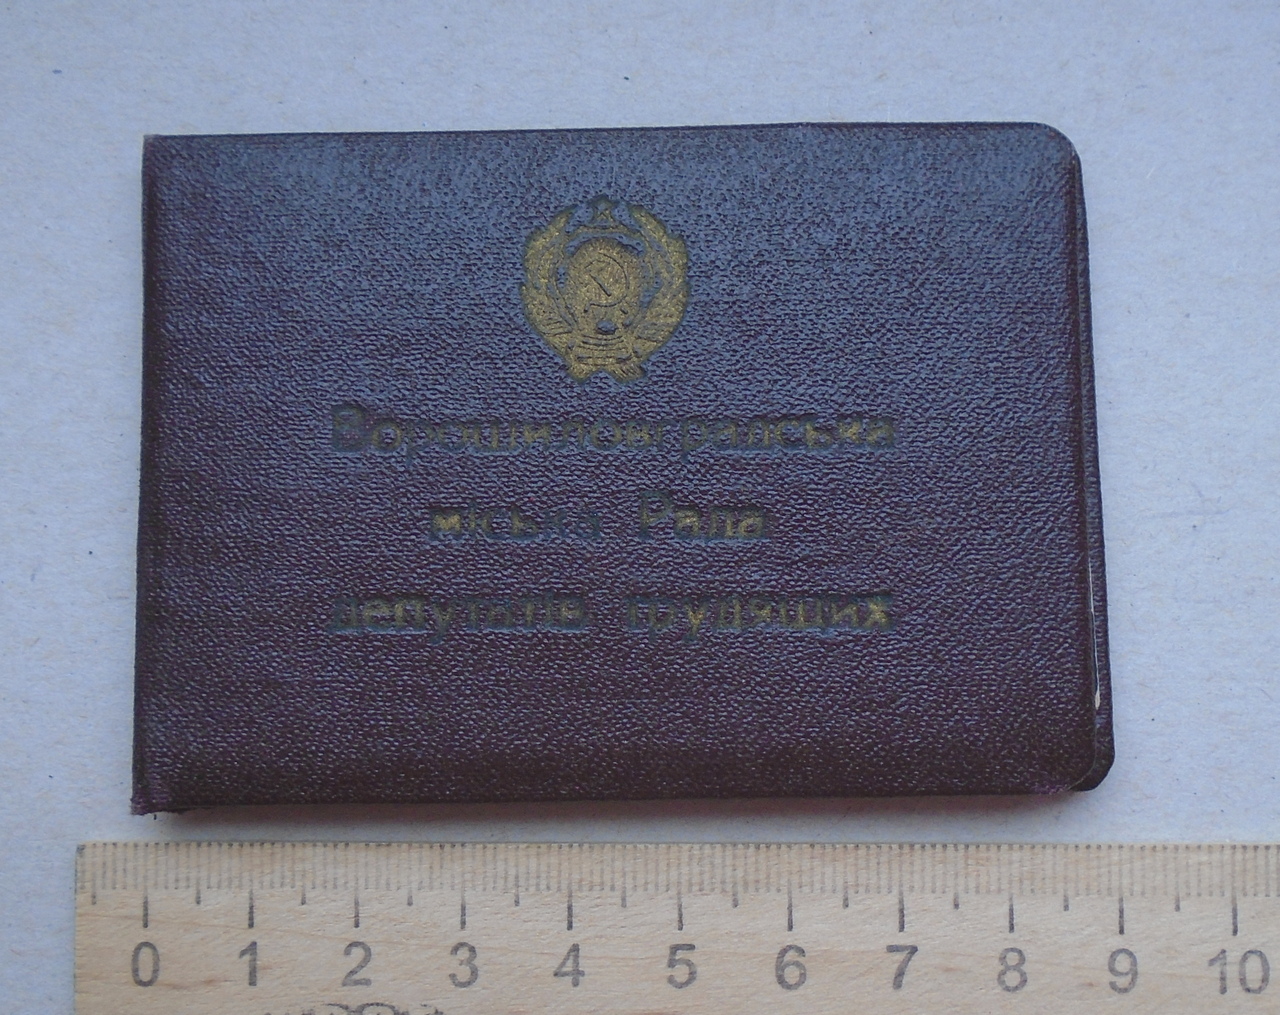 Ворошиловградська
міська Рада
депутатів трудящих
0 1 2 3 4 5 6 7 8 9 10